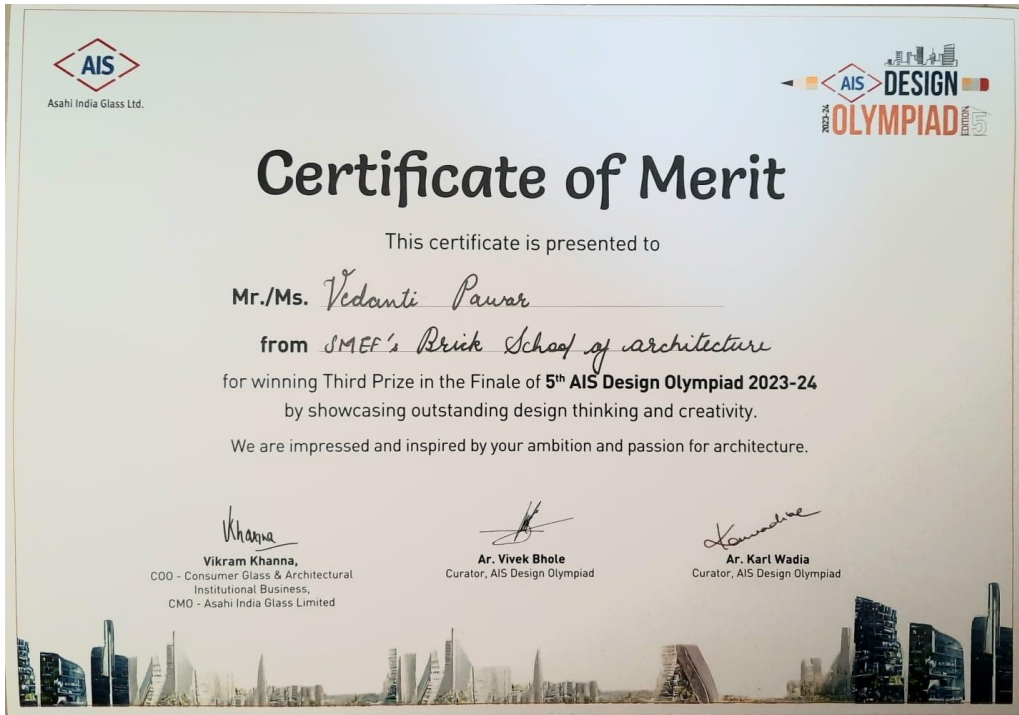 AIS
Asahi India Glass Ltd.
AIS DESIGN
2023-24 OLYMPIAD EDITION 5
Certificate of Merit
This certificate is presented to
Mr./Ms. Vedanti Pawar
from SMEF's Brick School of architecture
for winning Third Prize in the Finale of 5th AIS Design Olympiad 2023-24
by showcasing outstanding design thinking and creativity.
We are impressed and inspired by your ambition and passion for architecture.
Khanna
Vikram Khanna,
COO - Consumer Glass & Architectural
Institutional Business,
CMO - Asahi India Glass Limited
Ar. Vivek Bhole
Curator, AIS Design Olympiad
Ar. Karl Wadia
Curator, AIS Design Olympiad